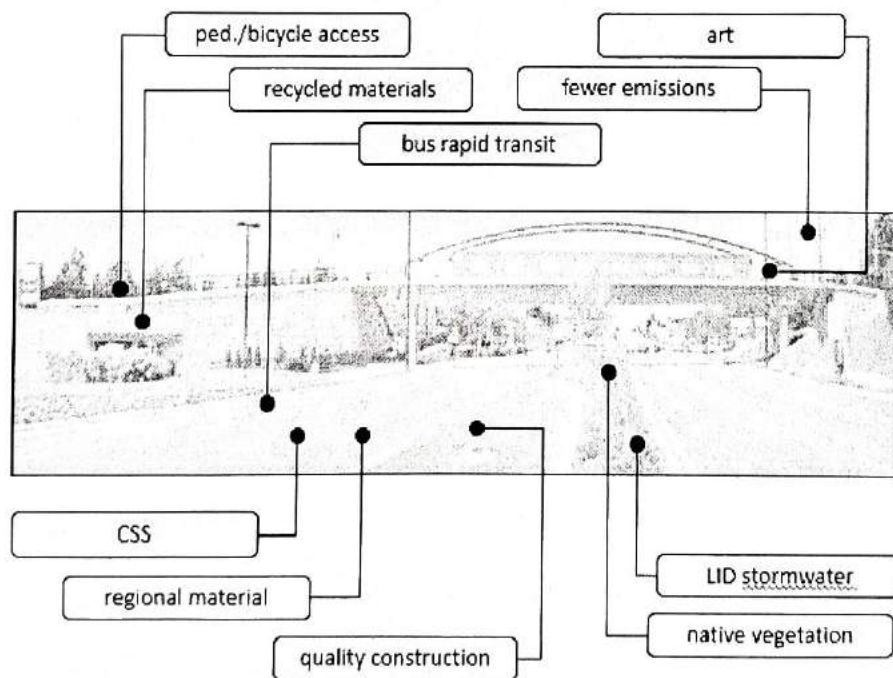 ped./bicycle access
art
recycled materials
fewer emissions
bus rapid transit
CSS
LID stormwater
regional material
native vegetation
quality construction